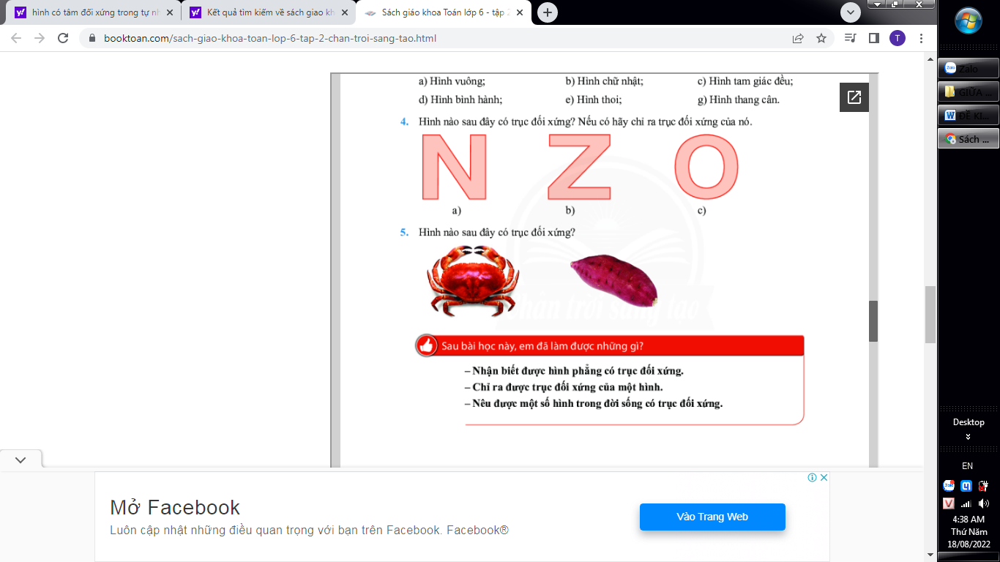 hình có tâm đối xứng trong tự nh
Kết quả tìm kiếm về sách giao kh
Sách giáo khoa Toán lớp 6 - tập 2
booktoan.com/sach-giao-khoa-toan-lop-6-tap-2-chan-troi-sang-tao.html
T
a) Hình vuông; b) Hình chữ nhật; c) Hình tam giác đều;
d) Hình bình hành; e) Hình thoi; g) Hình thang cân.
4. Hình nào sau đây có trục đối xứng? Nếu có hãy chỉ ra trục đối xứng của nó.
N Z O
a) b) c)
5. Hình nào sau đây có trục đối xứng?
Chân trời sáng tạo
Sau bài học này, em đã làm được những gì?
– Nhận biết được hình phẳng có trục đối xứng.
– Chỉ ra được trục đối xứng của một hình.
– Nêu được một số hình trong đời sống có trục đối xứng.
Mở Facebook
Luôn cập nhật những điều quan trọng với bạn trên Facebook. Facebook®
Vào Trang Web
Zalo
GIỮA ...
ĐỀ KI...
Sách ...
Desktop
EN
4:38 AM
Thứ Năm
18/08/2022